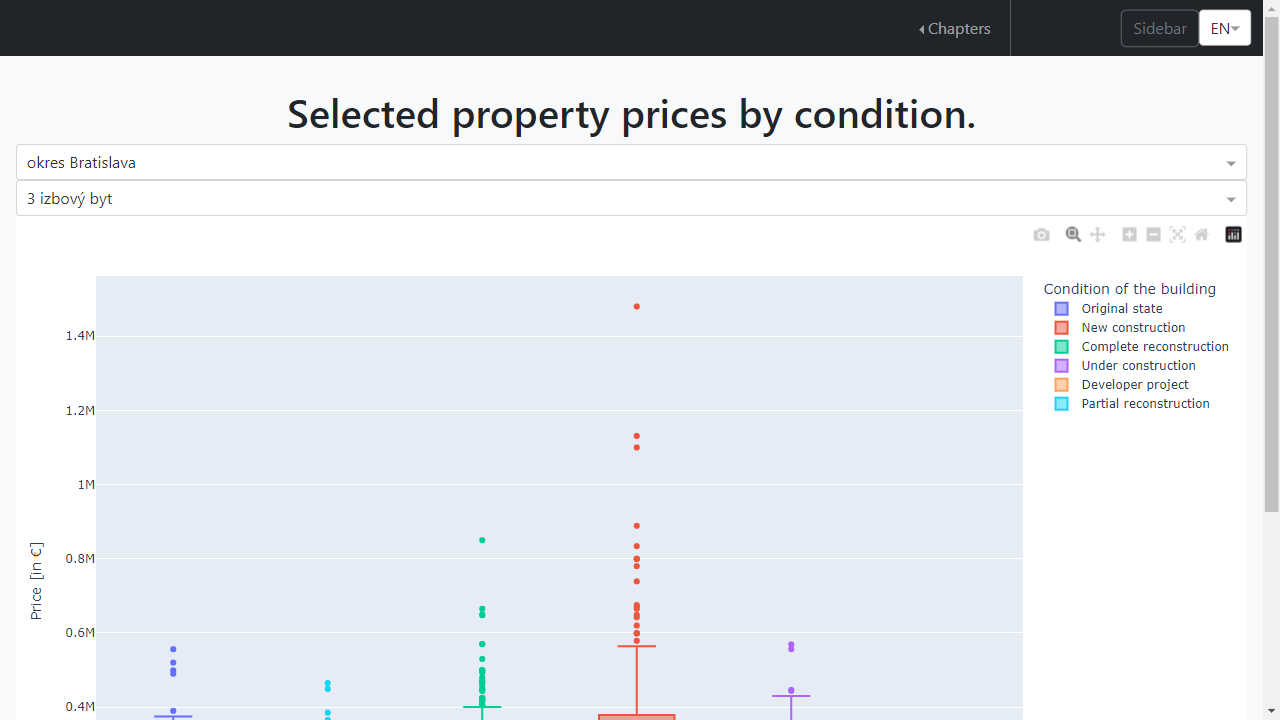 Chapters
Sidebar
EN
Selected property prices by condition.
okres Bratislava
3 izbový byt
Condition of the building
Original state
New construction
Complete reconstruction
Under construction
Developer project
Partial reconstruction
1.4M
1.2M
1M
0.8M
0.6M
0.4M
Price [in €]